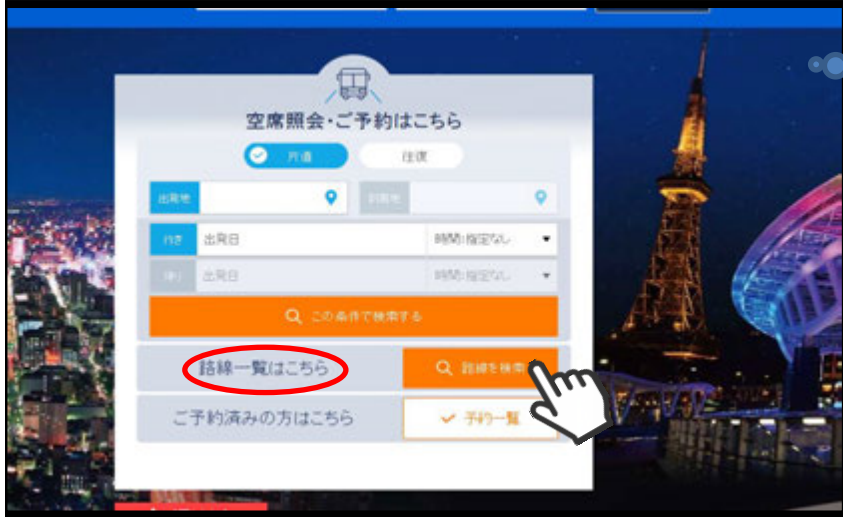 空席照会・ご予約はこちら
片道 往復
出発地 到着地
行き 出発日 時間:指定なし
帰り 出発日 時間:指定なし
この条件で検索する
路線一覧はこちら 路線を検索
ご予約済みの方はこちら 予約一覧